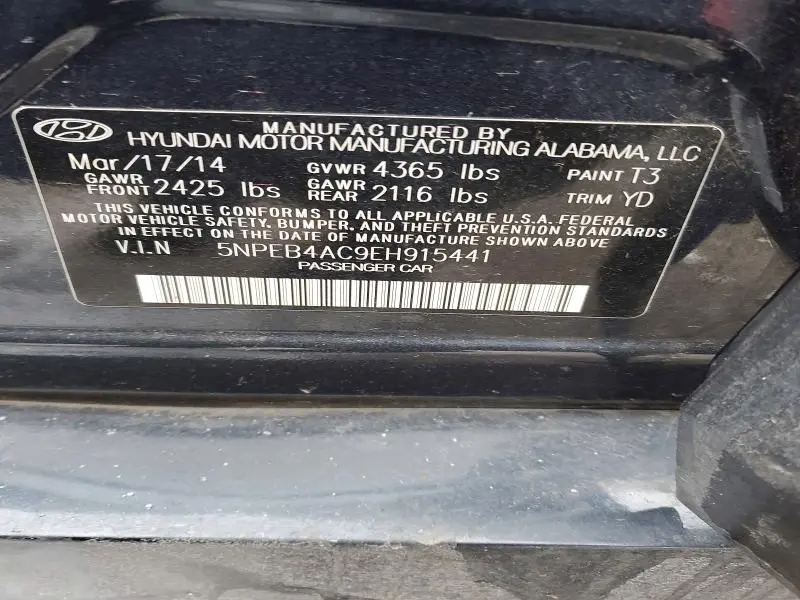 MANUFACTURED BY
HYUNDAI MOTOR MANUFACTURING ALABAMA, LLC
Mar/17/14 GVWR 4365 lbs PAINT T3
GAWR FRONT 2425 lbs GAWR REAR 2116 lbs TRIM YD
THIS VEHICLE CONFORMS TO ALL APPLICABLE U.S.A. FEDERAL
MOTOR VEHICLE SAFETY, BUMPER, AND THEFT PREVENTION STANDARDS
IN EFFECT ON THE DATE OF MANUFACTURE SHOWN ABOVE
V.I.N 5NPEB4AC9EH915441
PASSENGER CAR